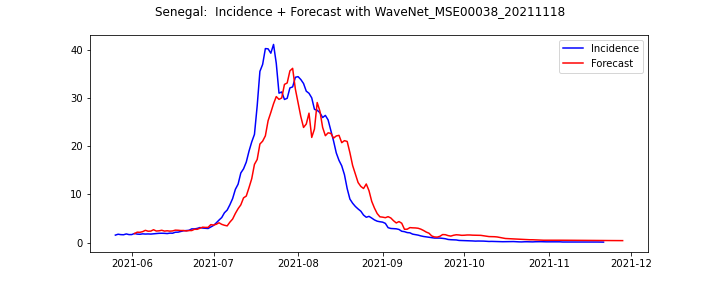 Senegal:  Incidence + Forecast with WaveNet_MSE00038_20211118
Incidence
Forecast
40
30
20
10
0
2021-06 2021-07 2021-08 2021-09 2021-10 2021-11 2021-12